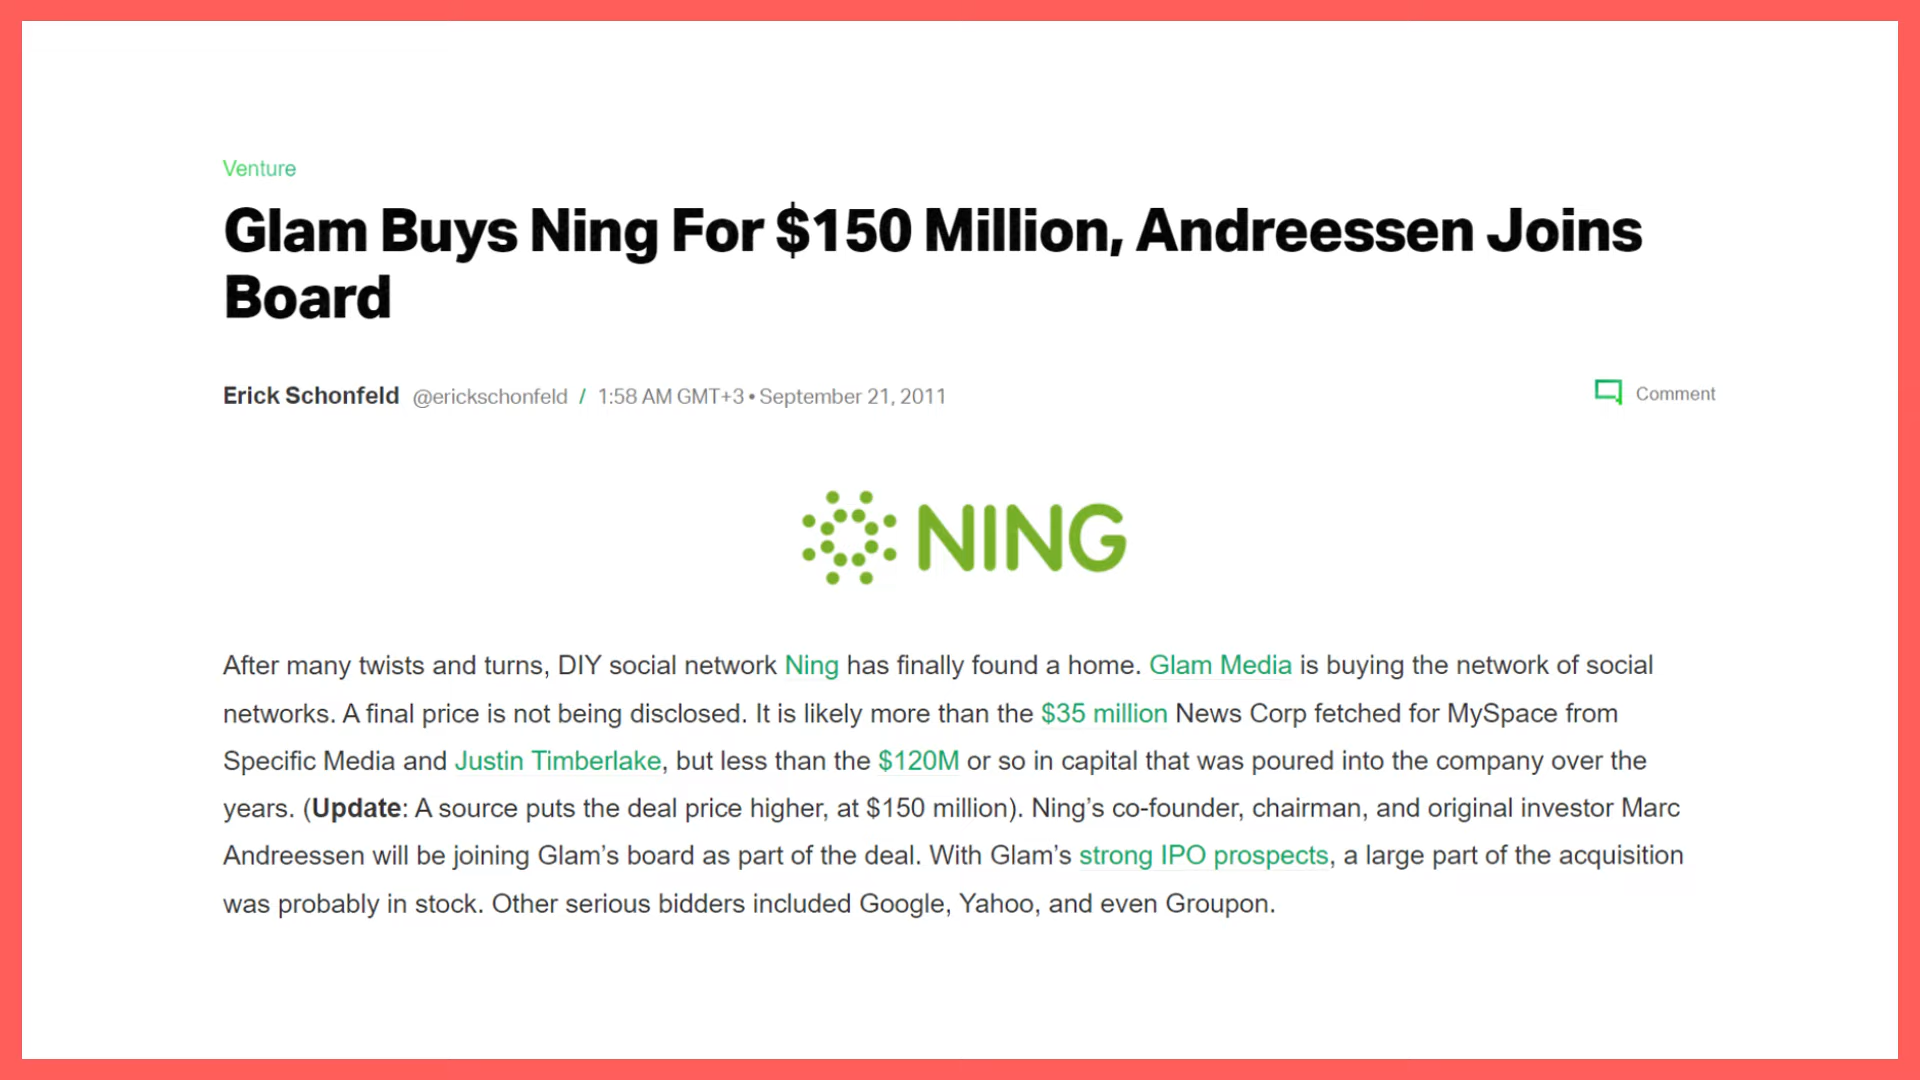 Venture
Glam Buys Ning For $150 Million, Andreessen Joins
Board
Erick Schonfeld @erickschonfeld / 1:58 AM GMT+3 • September 21, 2011
Comment
NING
After many twists and turns, DIY social network Ning has finally found a home. Glam Media is buying the network of social
networks. A final price is not being disclosed. It is likely more than the $35 million News Corp fetched for MySpace from
Specific Media and Justin Timberlake, but less than the $120M or so in capital that was poured into the company over the
years. (Update: A source puts the deal price higher, at $150 million). Ning’s co-founder, chairman, and original investor Marc
Andreessen will be joining Glam’s board as part of the deal. With Glam’s strong IPO prospects, a large part of the acquisition
was probably in stock. Other serious bidders included Google, Yahoo, and even Groupon.